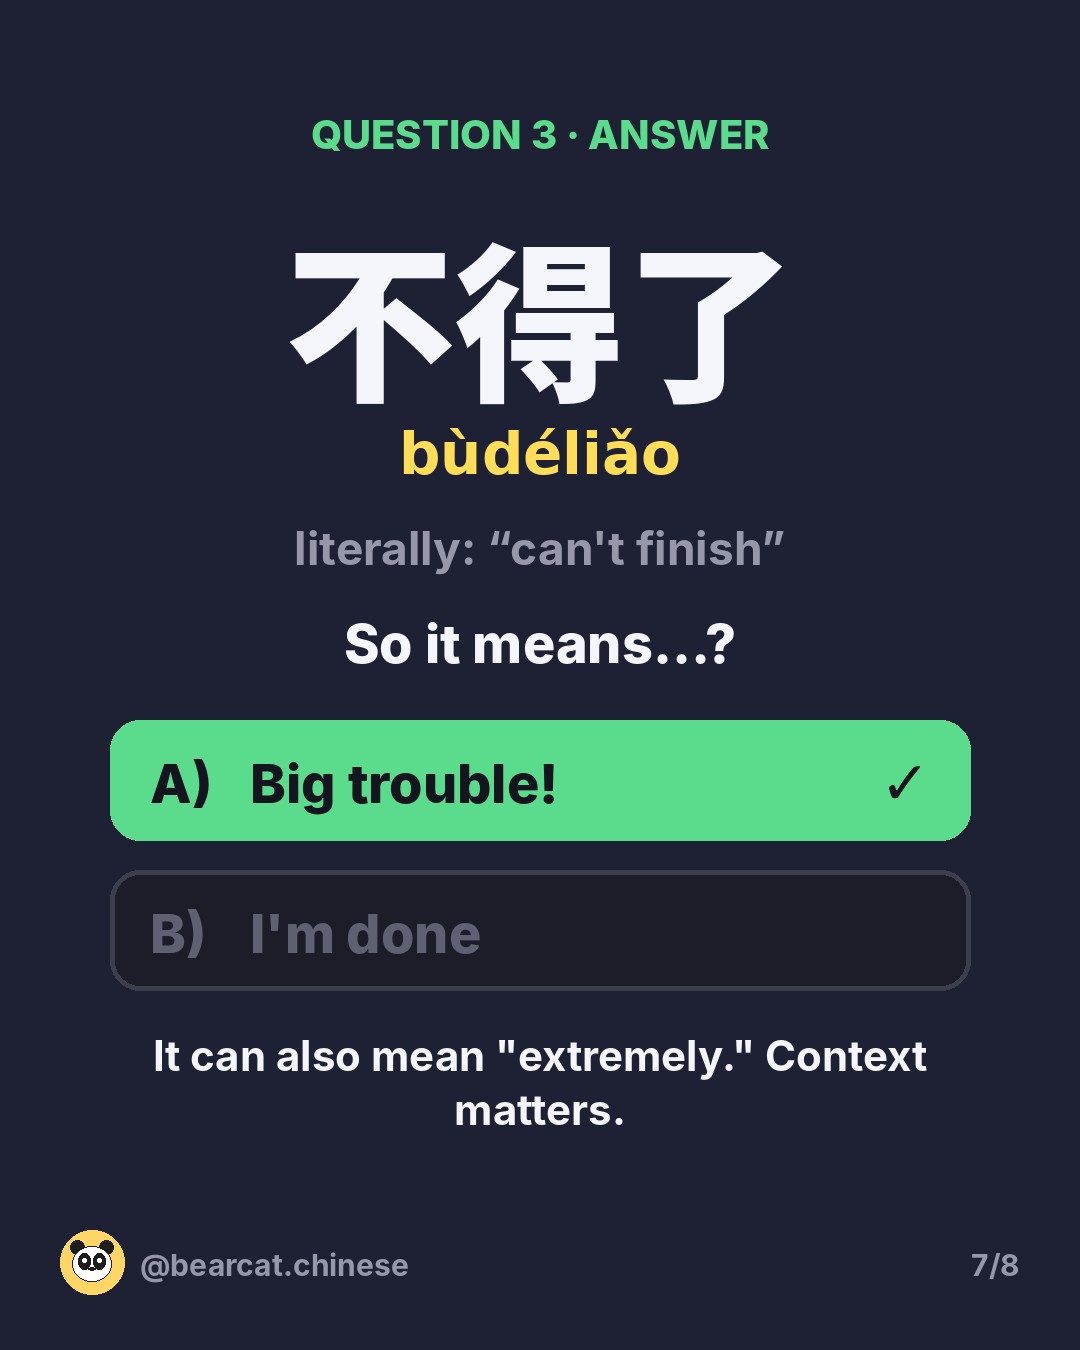 QUESTION 3 · ANSWER
不得了
bùdéliǎo
literally: “can't finish”
So it means...?
A) Big trouble! ✓
B) I'm done
It can also mean "extremely." Context
matters.
@bearcat.chinese 7/8